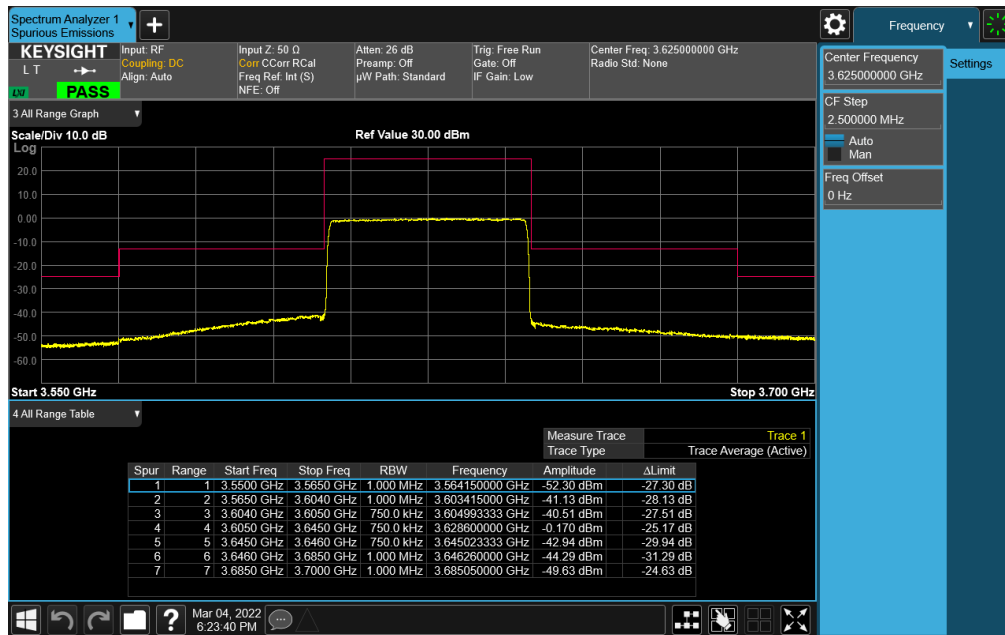 Spectrum Analyzer 1
Spurious Emissions
Frequency
KEYSIGHT Input: RF Input Z: 50 Ω Atten: 26 dB Trig: Free Run Center Freq: 3.625000000 GHz
L T Coupling: DC Corr CCorr RCal Preamp: Off Gate: Off Radio Std: None
Align: Auto Freq Ref: Int (S) µW Path: Standard IF Gain: Low
LXI PASS NFE: Off
Center Frequency
3.625000000 GHz
Settings
CF Step
2.500000 MHz
Auto
Man
Freq Offset
0 Hz
3 All Range Graph
Scale/Div 10.0 dB Ref Value 30.00 dBm
Log
20.0
10.0
0.00
-10.0
-20.0
-30.0
-40.0
-50.0
-60.0
Start 3.550 GHz Stop 3.700 GHz
4 All Range Table
Measure Trace Trace 1
Trace Type Trace Average (Active)
Spur Range Start Freq Stop Freq RBW Frequency Amplitude ΔLimit
1 1 3.5500 GHz 3.5650 GHz 1.000 MHz 3.564150000 GHz -52.30 dBm -27.30 dB
2 2 3.5650 GHz 3.6040 GHz 1.000 MHz 3.603415000 GHz -41.13 dBm -28.13 dB
3 3 3.6040 GHz 3.6050 GHz 750.0 kHz 3.604993333 GHz -40.51 dBm -27.51 dB
4 4 3.6050 GHz 3.6450 GHz 750.0 kHz 3.628600000 GHz -0.170 dBm -25.17 dB
5 5 3.6450 GHz 3.6460 GHz 750.0 kHz 3.645023333 GHz -42.94 dBm -29.94 dB
6 6 3.6460 GHz 3.6850 GHz 1.000 MHz 3.646260000 GHz -44.29 dBm -31.29 dB
7 7 3.6850 GHz 3.7000 GHz 1.000 MHz 3.685050000 GHz -49.63 dBm -24.63 dB
Mar 04, 2022
6:23:40 PM